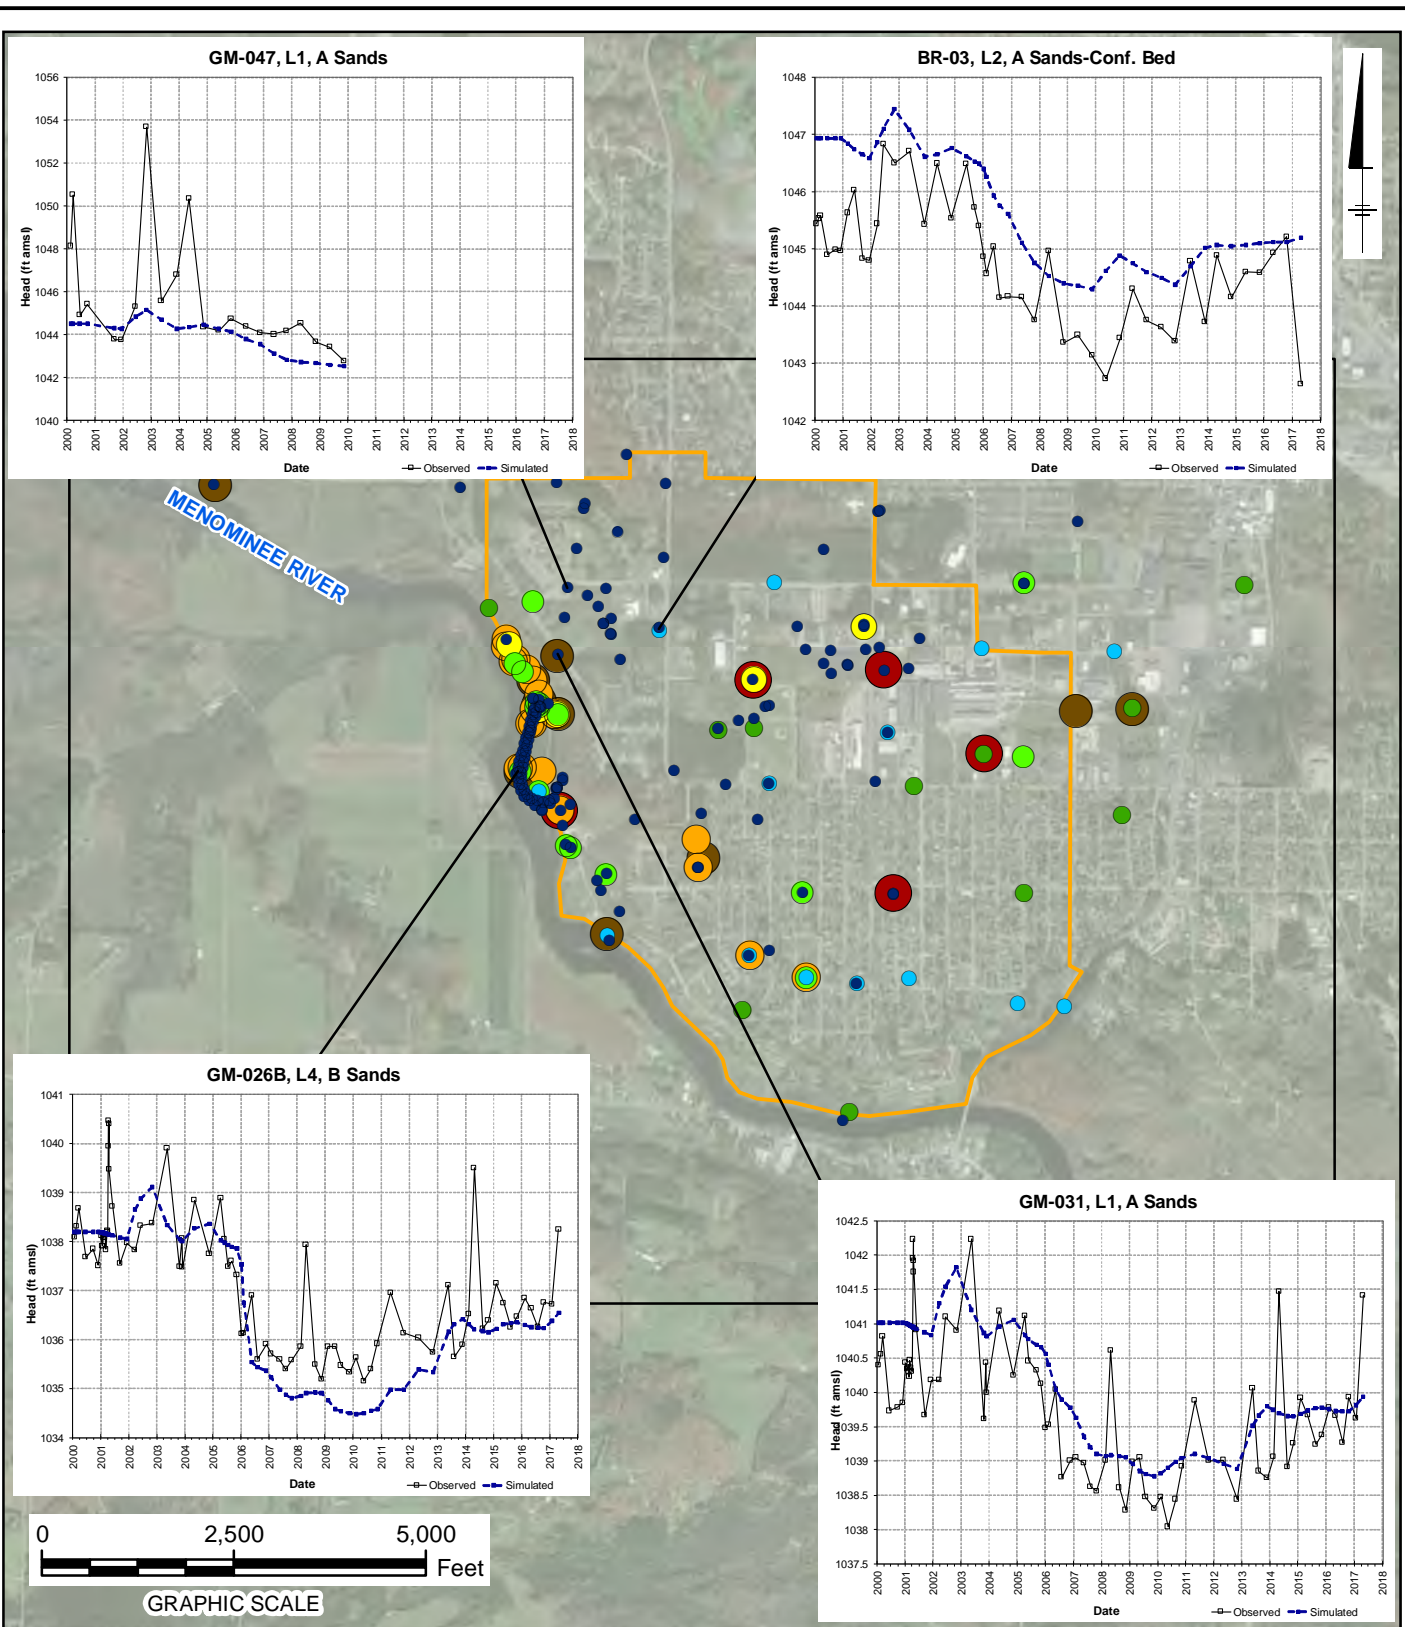 GM-047, L1, A Sands
1056
1054
1052
1050
1048
1046
1044
1042
1040
Head (ft amsl)
2000 2001 2002 2003 2004 2005 2006 2007 2008 2009 2010 2011 2012 2013 2014 2015 2016 2017 2018
Date
Observed Simulated
BR-03, L2, A Sands-Conf. Bed
1048
1047
1046
1045
1044
1043
1042
Head (ft amsl)
2000 2001 2002 2003 2004 2005 2006 2007 2008 2009 2010 2011 2012 2013 2014 2015 2016 2017 2018
Date
Observed Simulated
MENOMINEE RIVER
GM-026B, L4, B Sands
1041
1040
1039
1038
1037
1036
1035
1034
Head (ft amsl)
2000 2001 2002 2003 2004 2005 2006 2007 2008 2009 2010 2011 2012 2013 2014 2015 2016 2017 2018
Date
Observed Simulated
GM-031, L1, A Sands
1042.5
1042
1041.5
1041
1040.5
1040
1039.5
1039
1038.5
1038
1037.5
Head (ft amsl)
2000 2001 2002 2003 2004 2005 2006 2007 2008 2009 2010 2011 2012 2013 2014 2015 2016 2017 2018
Date
Observed Simulated
0 2,500 5,000
Feet
GRAPHIC SCALE